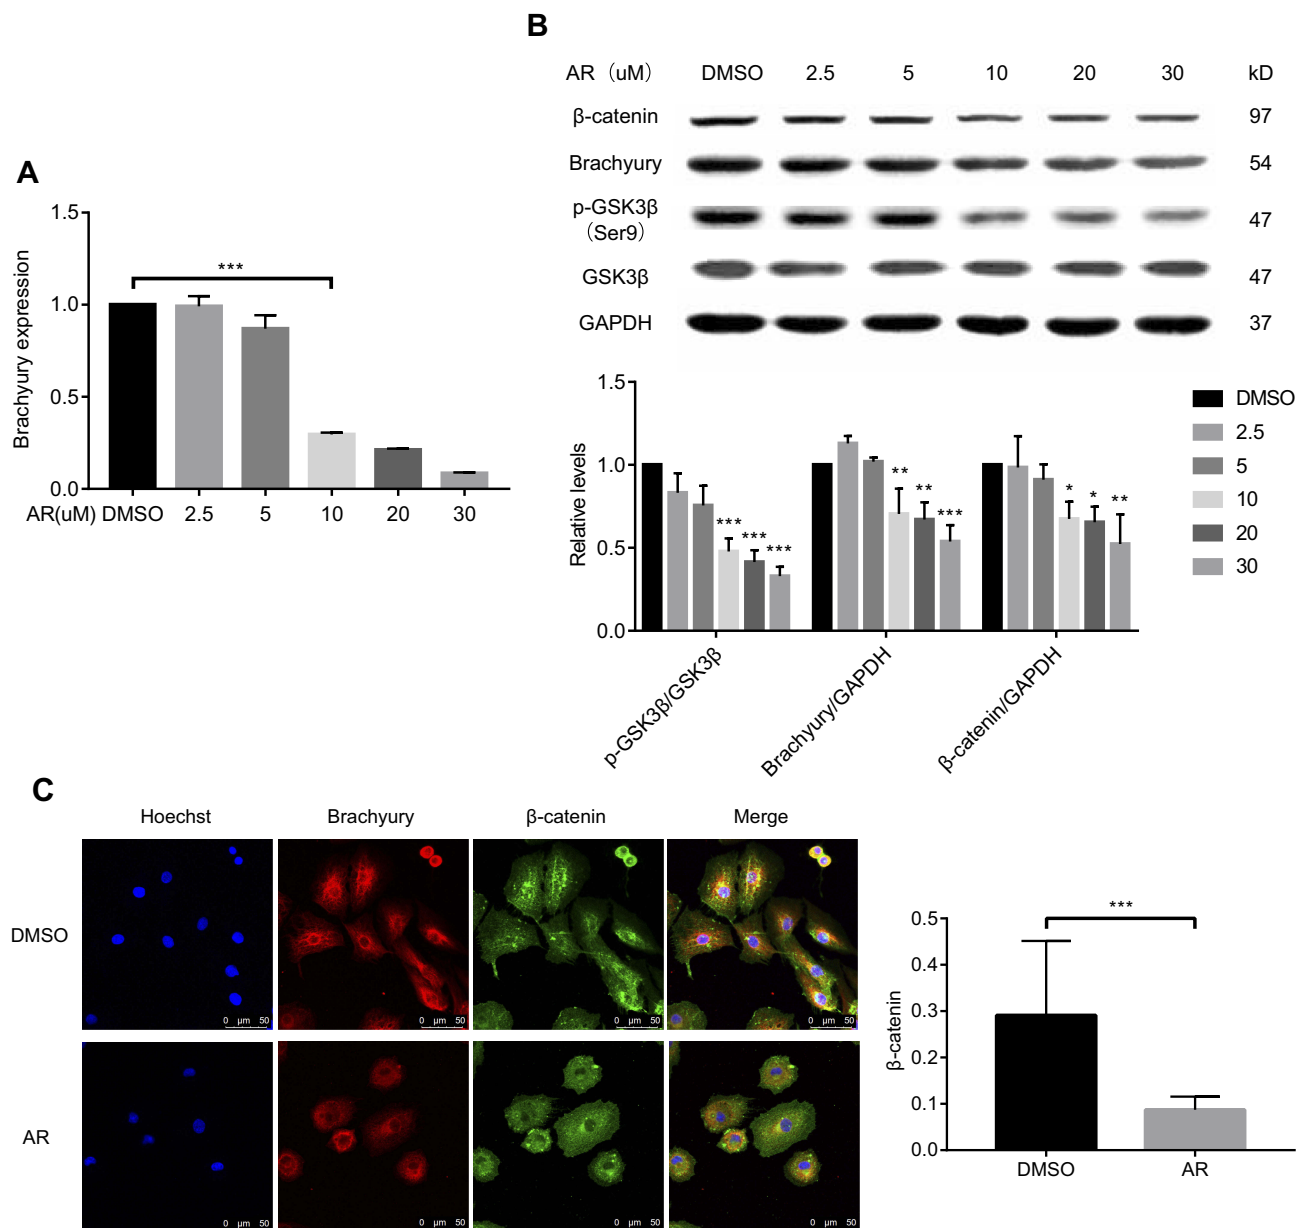 A
1.5
1.0
0.5
0.0
Brachyury expression
***
AR(uM) DMSO 2.5 5 10 20 30
B
AR（uM） DMSO 2.5 5 10 20 30 kD
β-catenin 97
Brachyury 54
p-GSK3β
（Ser9） 47
GSK3β 47
GAPDH 37
1.5
1.0
0.5
0.0
Relative levels
*** *** ***
** ** ***
* * **
p-GSK3β/GSK3β
Brachyury/GAPDH
β-catenin/GAPDH
DMSO
2.5
5
10
20
30
C
Hoechst Brachyury β-catenin Merge
DMSO
0 µm 50 0 µm 50 0 µm 50 0 µm 50
AR
0 µm 50 0 µm 50 0 µm 50 0 µm 50
0.5
0.4
0.3
0.2
0.1
0.0
β-catenin
***
DMSO AR